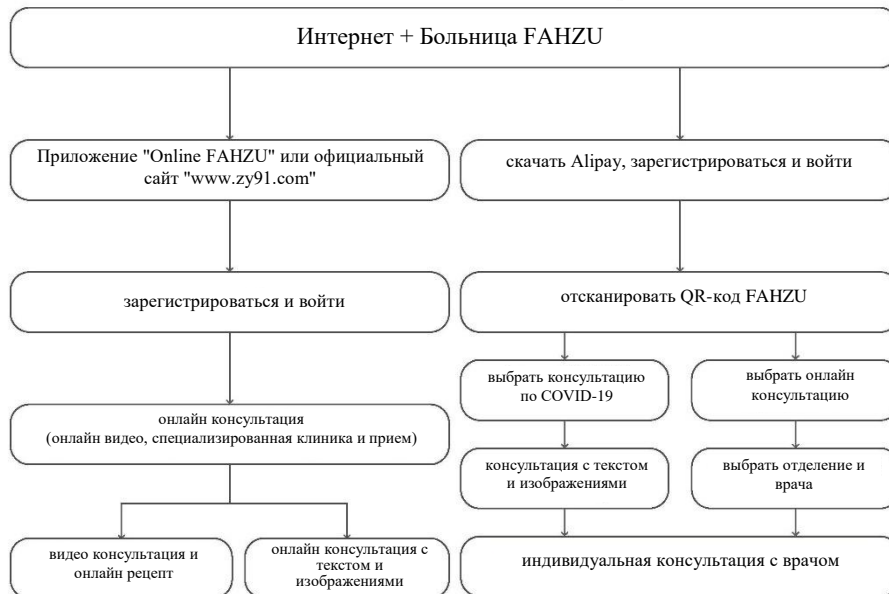 Интернет + Больница FAHZU
Приложение "Online FAHZU" или официальный
сайт "www.zy91.com"
скачать Alipay, зарегистрироваться и войти
зарегистрироваться и войти
отсканировать QR-код FAHZU
выбрать консультацию
по COVID-19
выбрать онлайн
консультацию
онлайн консультация
(онлайн видео, специализированная клиника и прием)
консультация с текстом
и изображениями
выбрать отделение и
врача
видео консультация и
онлайн рецепт
онлайн консультация с
текстом и
изображениями
индивидуальная консультация с врачом